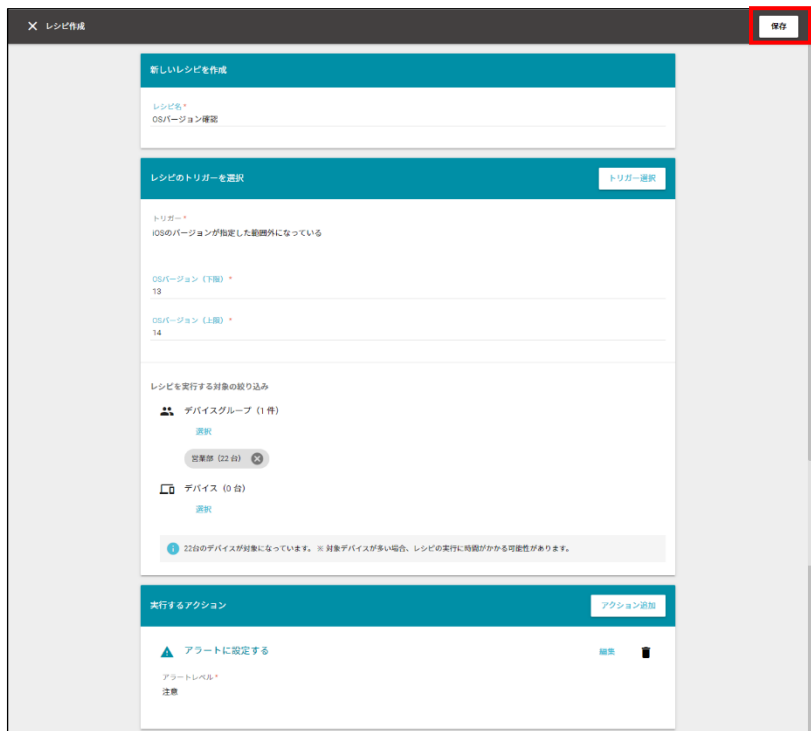 レシピ作成
保存
新しいレシピを作成
レシピ名 *
OSバージョン確認
レシピのトリガーを選択
トリガー選択
トリガー *
iOSのバージョンが指定した範囲外になっている
OSバージョン（下限） *
13
OSバージョン（上限） *
14
レシピを実行する対象の絞り込み
デバイスグループ（1 件）
選択
営業部（22 台）
デバイス（0 台）
選択
22台のデバイスが対象になっています。 ※ 対象デバイスが多い場合、レシピの実行に時間がかかる可能性があります。
実行するアクション
アクション追加
アラートに設定する
編集
アラートレベル *
注意